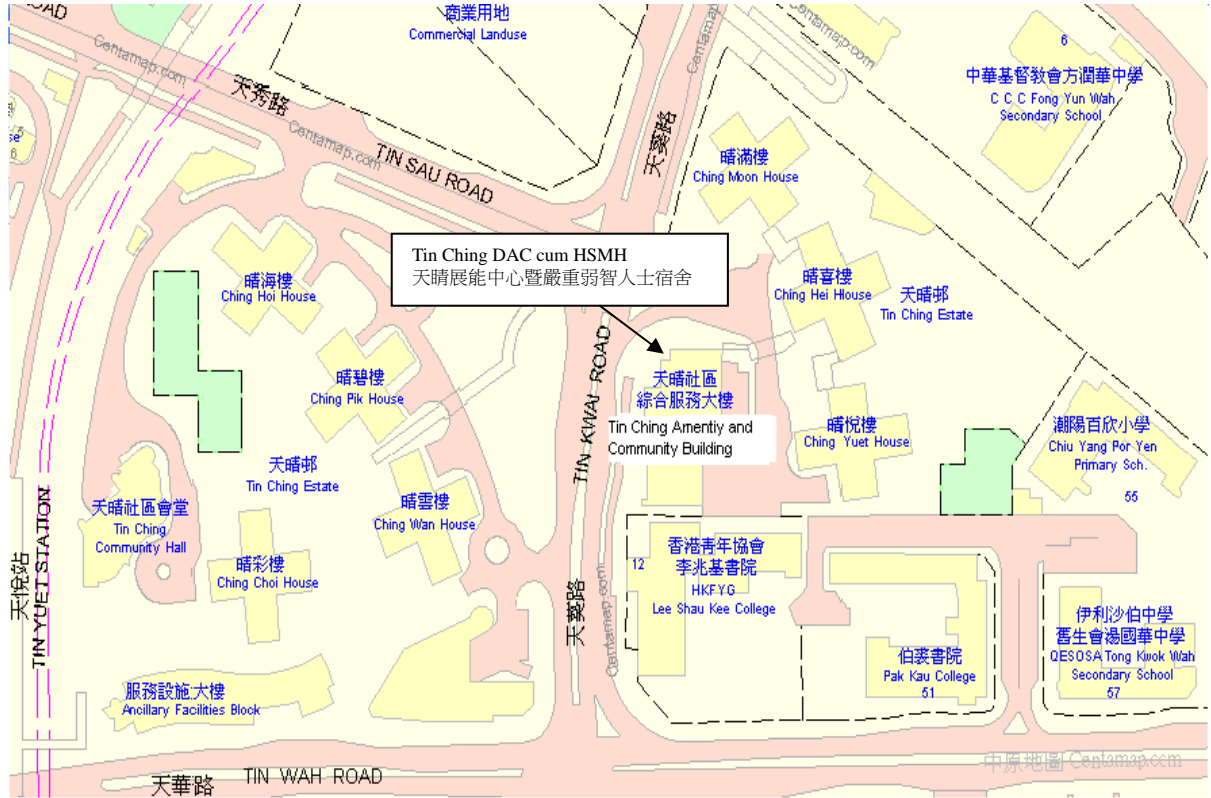 OAD
商業用地
Commercial Landuse
Centamap.com
天秀路
Centamap.com
TIN SAU ROAD
Centamap
天葵路
Centamap.com
6
中華基督教會方潤華中學
C C C Fong Yun Wah
Secondary School
se
6
晴滿樓
Ching Moon House
Tin Ching DAC cum HSMH
天晴展能中心暨嚴重弱智人士宿舍
晴海樓
Ching Hoi House
晴喜樓
Ching Hei House
天晴邨
Tin Ching Estate
晴碧樓
Ching Pik House
TIN KWAI ROAD
天晴社區
綜合服務大樓
Tin Ching Amentiy and
Community Building
晴悅樓
Ching Yuet House
潮陽百欣小學
Chiu Yang Por Yen
Primary Sch.
55
天晴邨
Tin Ching Estate
晴雲樓
Ching Wan House
天晴社區會堂
Tin Ching
Community Hall
晴彩樓
Ching Choi House
天悅站
TIN YUET STATION
天葵路
Centamap.com
12
香港青年協會
李兆基書院
HKFYG
Lee Shau Kee College
伯裘書院
Pak Kau College
51
伊利沙伯中學
舊生會湯國華中學
QESOSA Tong Kwok Wah
Secondary School
57
服務設施大樓
Ancillary Facilities Block
天華路
TIN WAH ROAD
中原地圖 Centamap.com